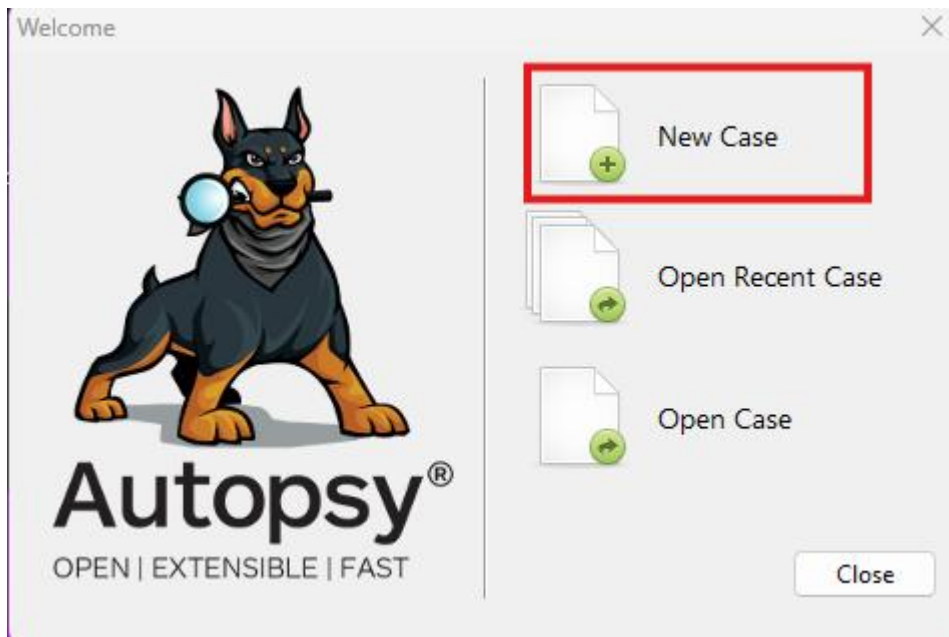 Welcome
New Case
Open Recent Case
Open Case
Autopsy®
OPEN | EXTENSIBLE | FAST
Close